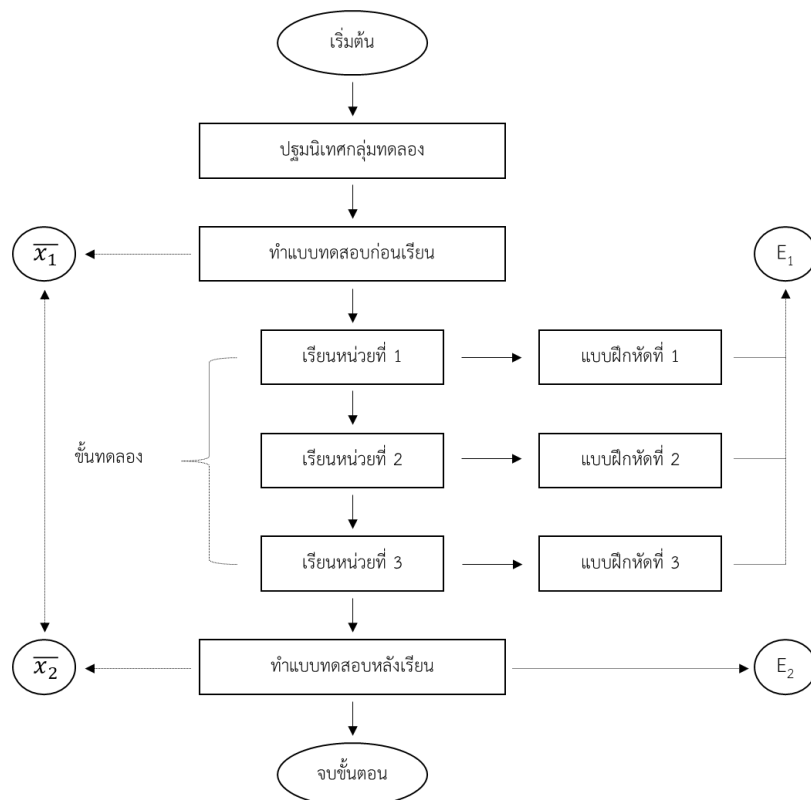 เริ่มต้น
ปฐมนิเทศกลุ่มทดลอง
x̄₁
ทำแบบทดสอบก่อนเรียน
E₁
เรียนหน่วยที่ 1
แบบฝึกหัดที่ 1
ขั้นทดลอง
เรียนหน่วยที่ 2
แบบฝึกหัดที่ 2
เรียนหน่วยที่ 3
แบบฝึกหัดที่ 3
x̄₂
ทำแบบทดสอบหลังเรียน
E₂
จบขั้นตอน